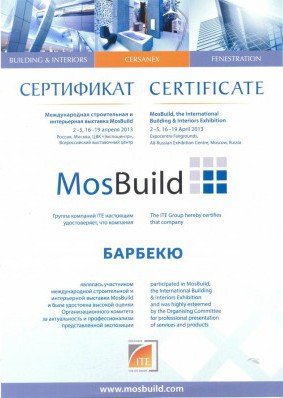 BUILDING & INTERIORS
CERSANEX
FENESTRATION
СЕРТИФИКАТ
CERTIFICATE
Международная строительная и
интерьерная выставка MosBuild
2 - 5, 16 -19 апреля 2013
Россия, Москва, ЦВК «Экспоцентр»,
Всероссийский выставочный центр
MosBuild, the International
Building & Interiors Exhibition
2 - 5, 16 -19 April 2013
Expocentre Fairgrounds,
All-Russian Exhibition Centre, Moscow, Russia
MosBuild
Группа компаний ITE настоящим
удостоверяет, что компания
The ITE Group hereby certifies
that company
БАРБЕКЮ
являлась участником
международной строительной и
интерьерной выставки MosBuild
и была удостоена высокой оценки
Организационного комитета
за актуальность и профессионализм
представленной экспозиции
participated in MosBuild,
the International Building
& Interiors Exhibition
and was highly esteemed
by the Organising Committee
for professional presentation
of services and products
ITE
www.mosbuild.com